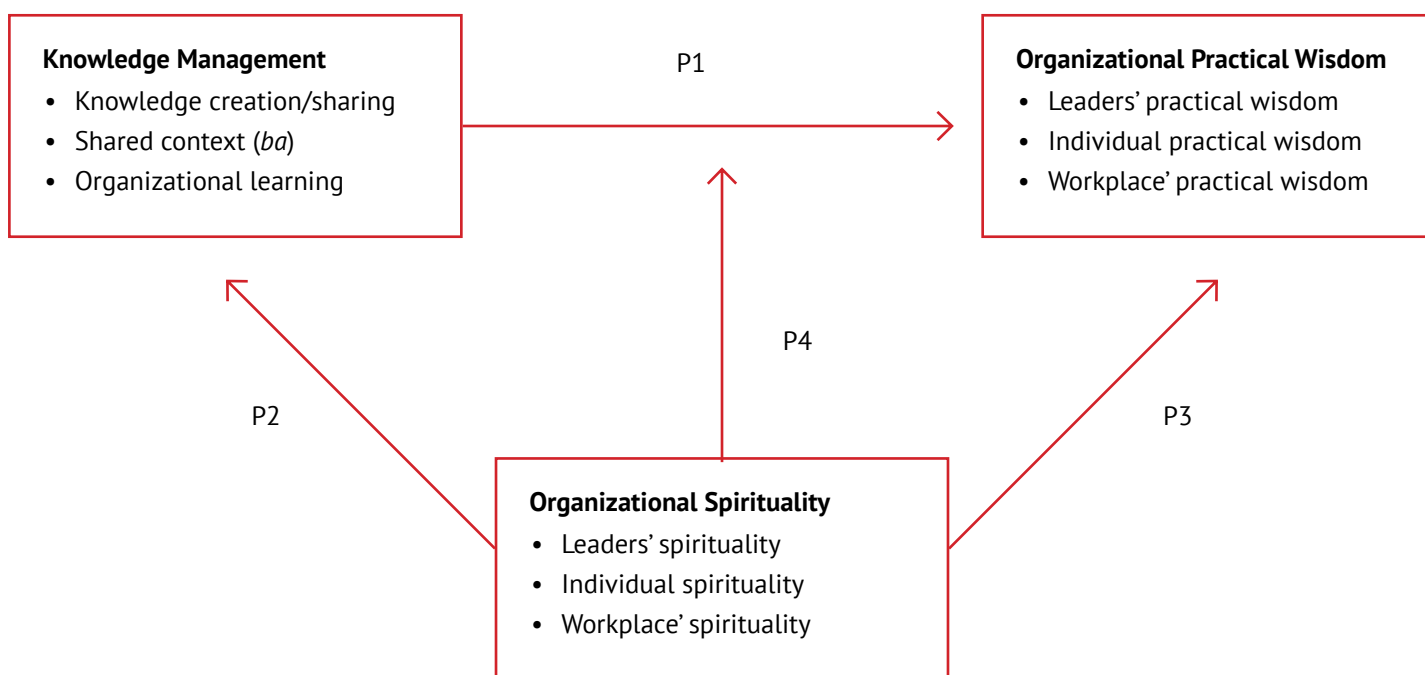 Knowledge Management
• Knowledge creation/sharing
• Shared context (ba)
• Organizational learning
P1
Organizational Practical Wisdom
• Leaders’ practical wisdom
• Individual practical wisdom
• Workplace’ practical wisdom
P4
P2
P3
Organizational Spirituality
• Leaders’ spirituality
• Individual spirituality
• Workplace’ spirituality